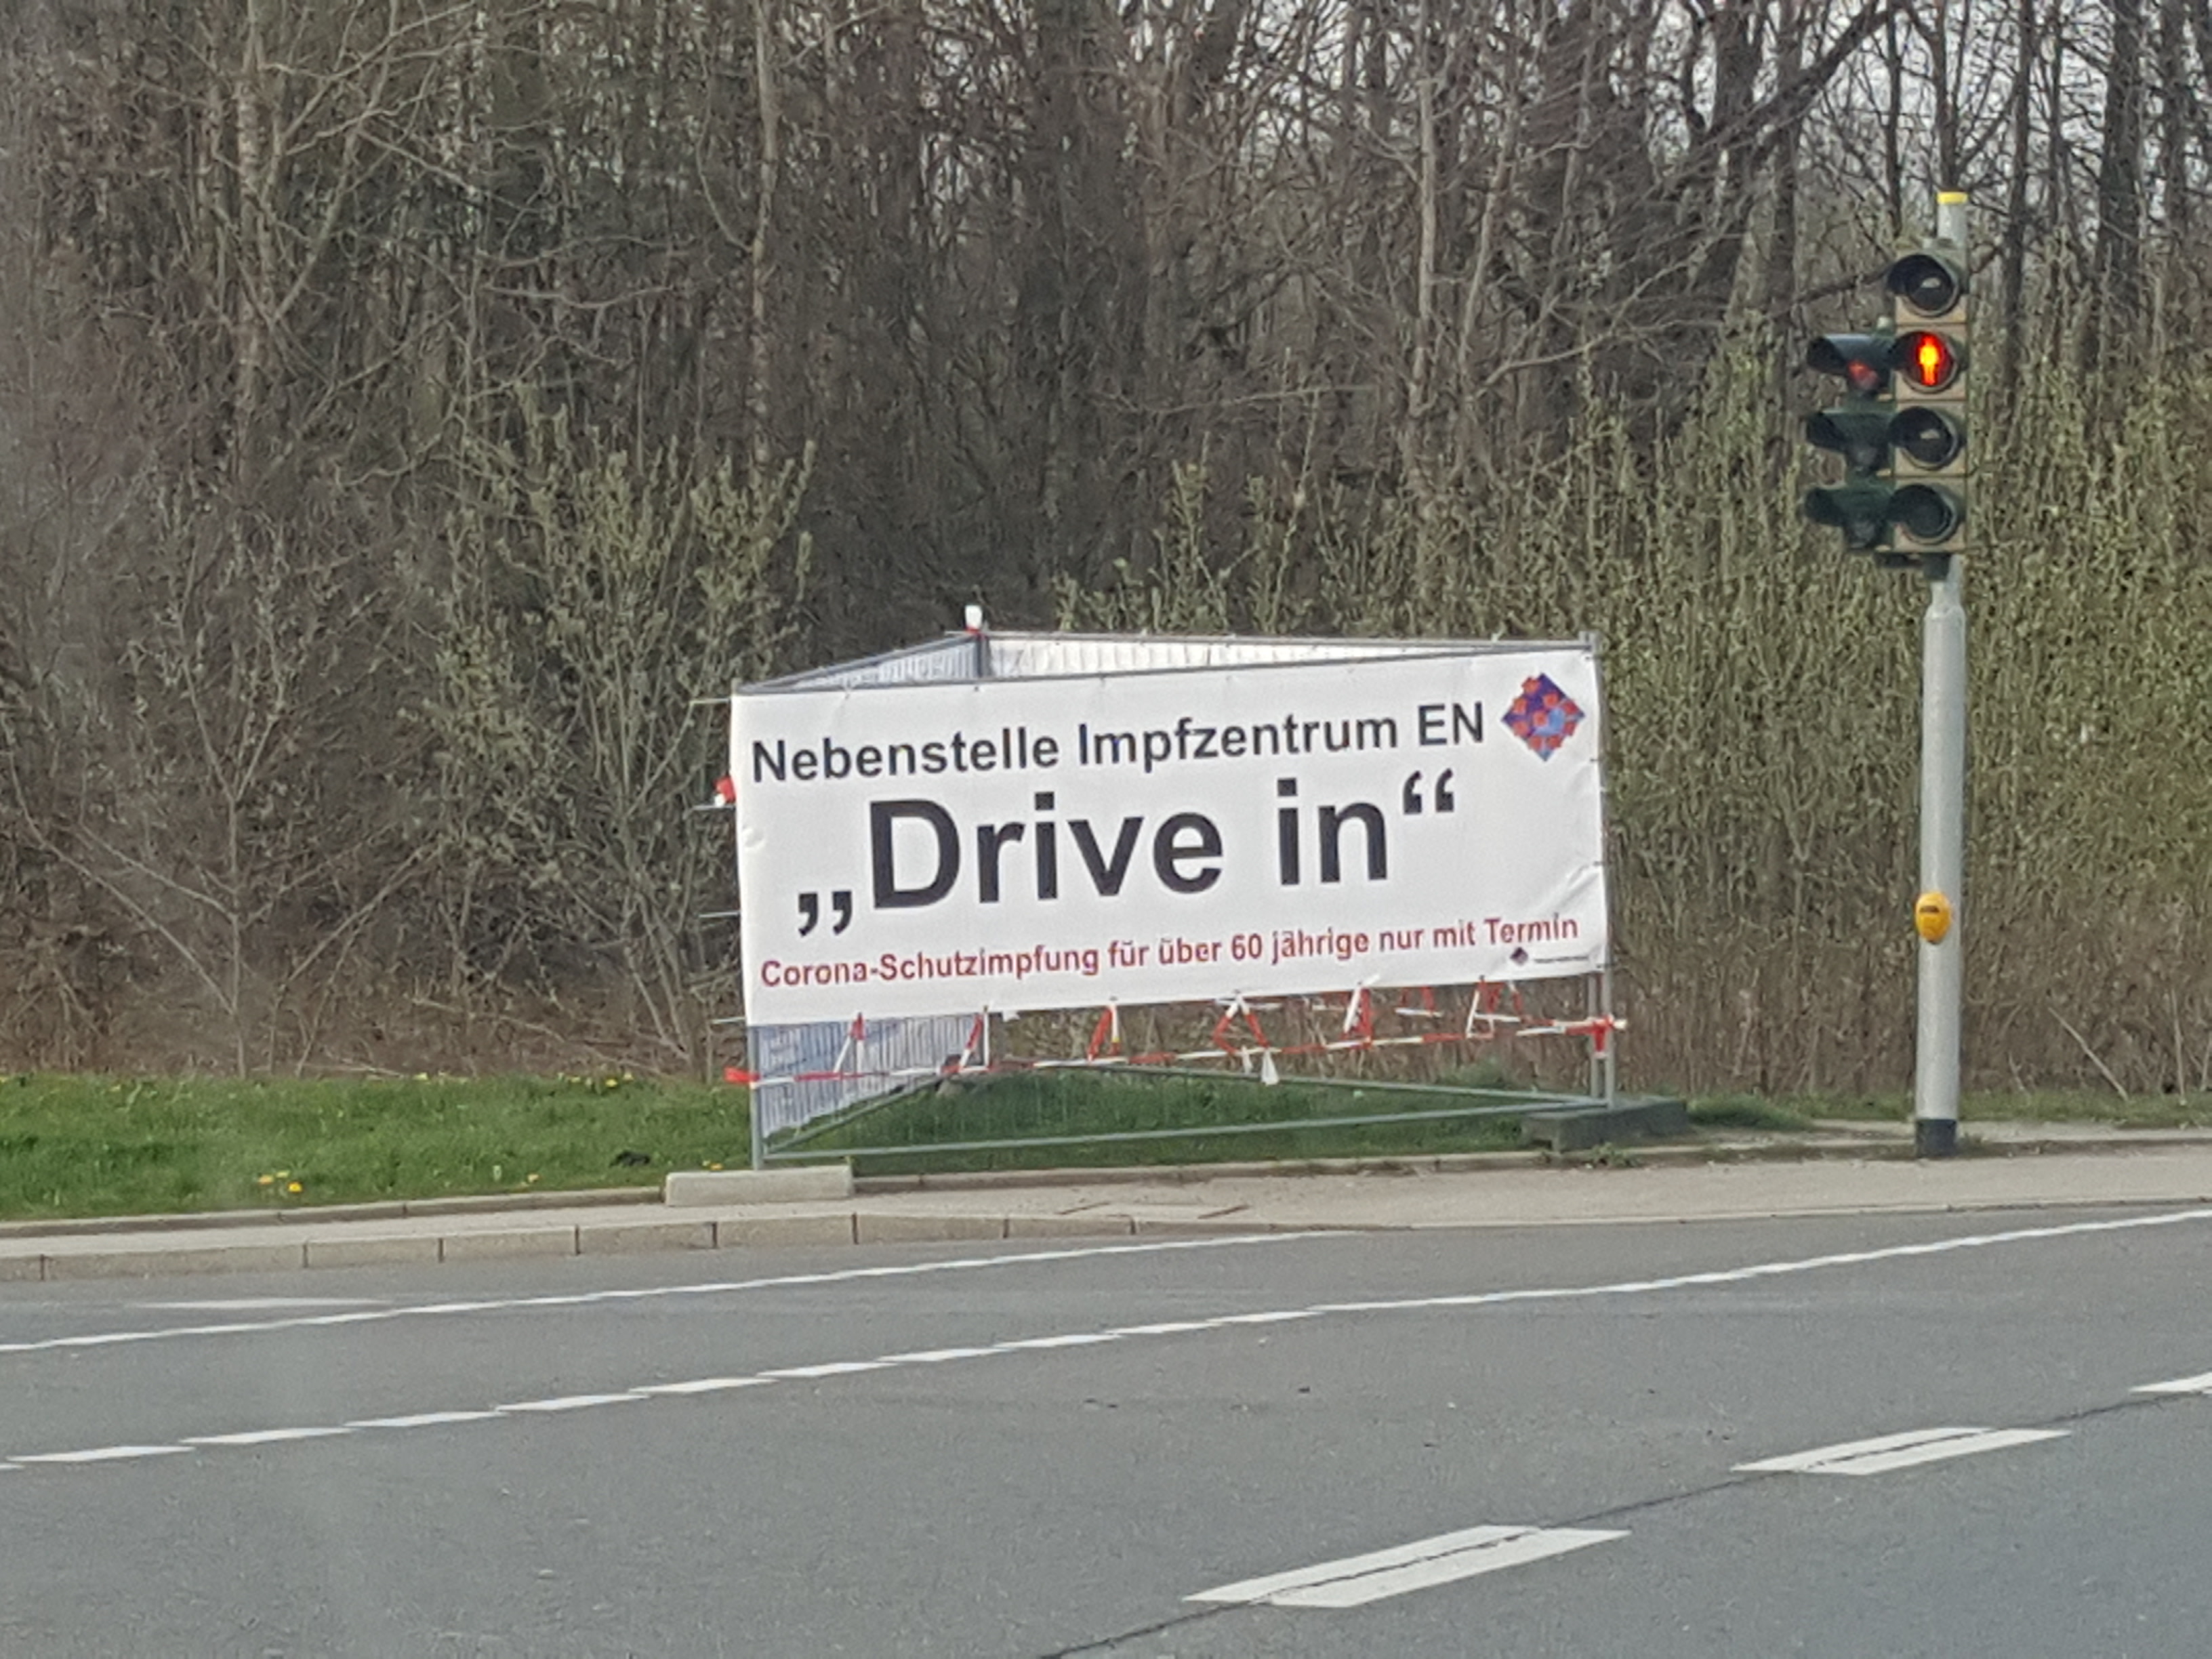 Nebenstelle Impfzentrum EN
„Drive in“
Corona-Schutzimpfung für über 60 jährige nur mit Termin